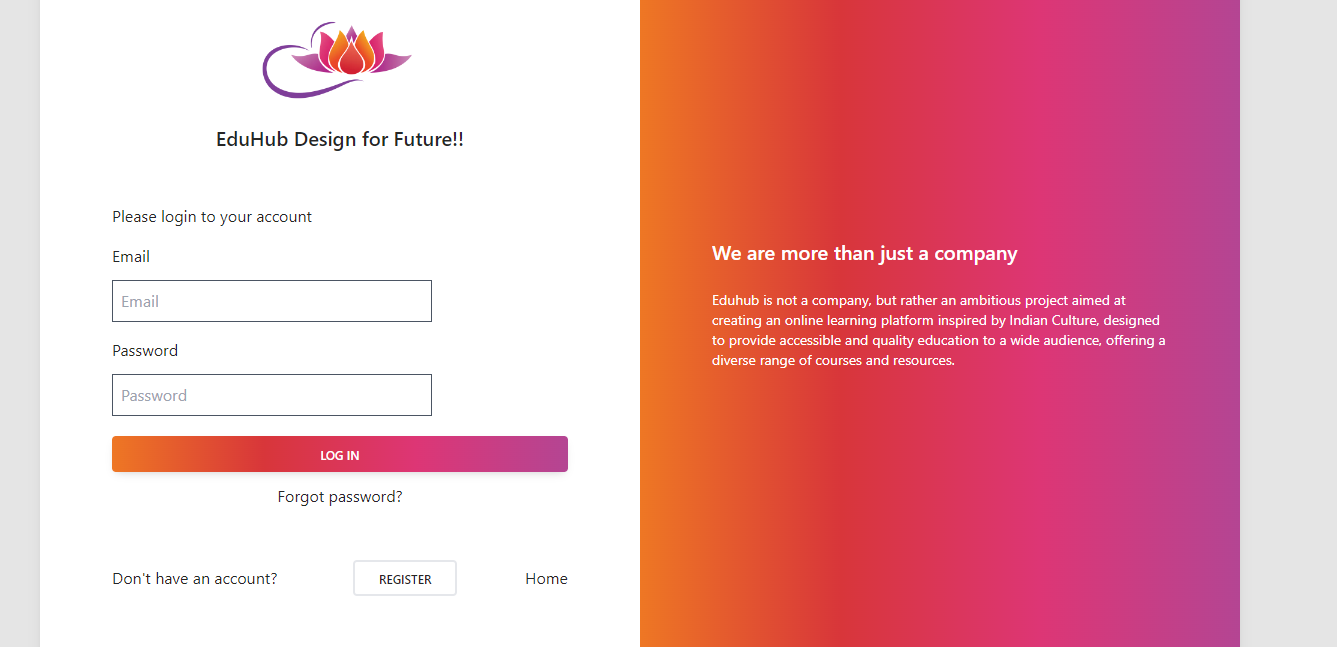 EduHub Design for Future!!
Please login to your account
Email
Email
Password
Password
LOG IN
Forgot password?
Don't have an account?
REGISTER
Home
We are more than just a company
Eduhub is not a company, but rather an ambitious project aimed at
creating an online learning platform inspired by Indian Culture, designed
to provide accessible and quality education to a wide audience, offering a
diverse range of courses and resources.